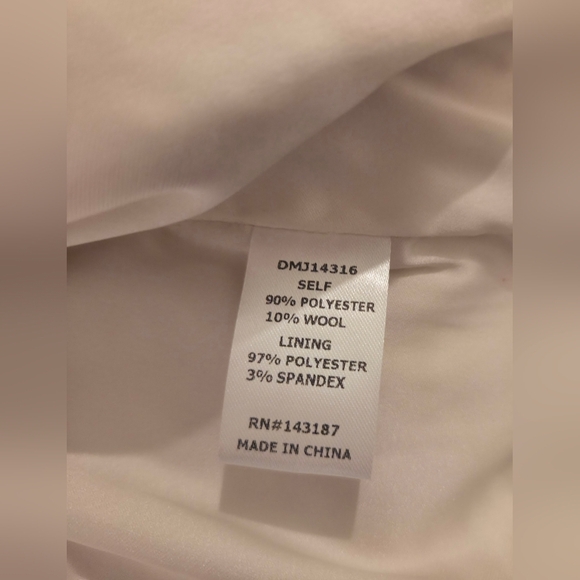 DMJ14316
SELF
90% POLYESTER
10% WOOL
LINING
97% POLYESTER
3% SPANDEX
RN#143187
MADE IN CHINA